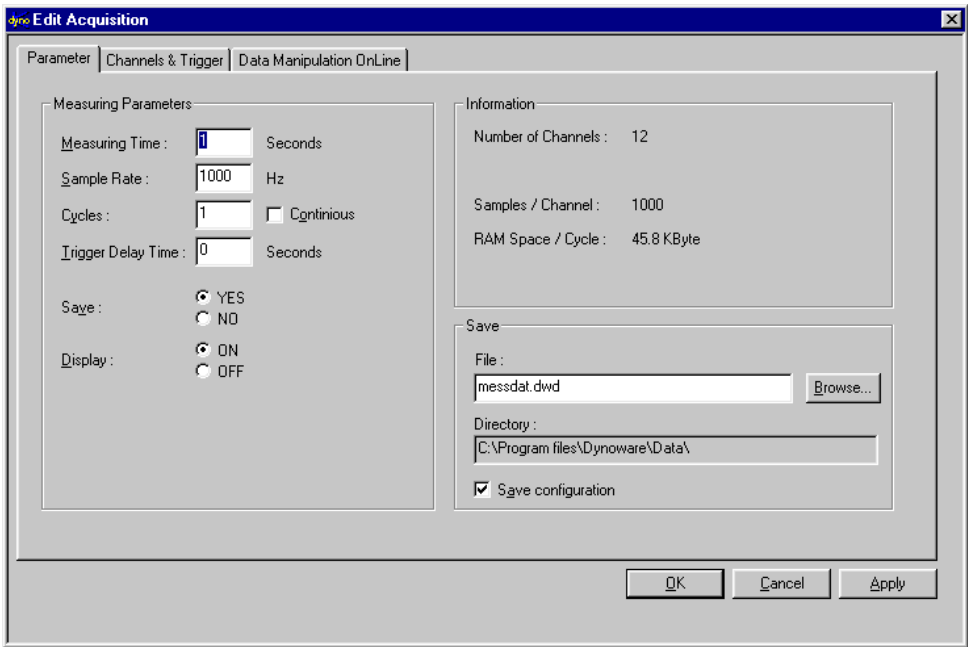 dyno Edit Acquisition
Parameter Channels & Trigger Data Manipulation OnLine
Measuring Parameters
Measuring Time : 1 Seconds
Sample Rate : 1000 Hz
Cycles : 1 Continious
Trigger Delay Time : 0 Seconds
Save : YES
NO
Display : ON
OFF
Information
Number of Channels : 12
Samples / Channel : 1000
RAM Space / Cycle : 45.8 KByte
Save
File :
messdat.dwd Browse...
Directory :
C:\Program files\Dynoware\Data\
Save configuration
OK Cancel Apply